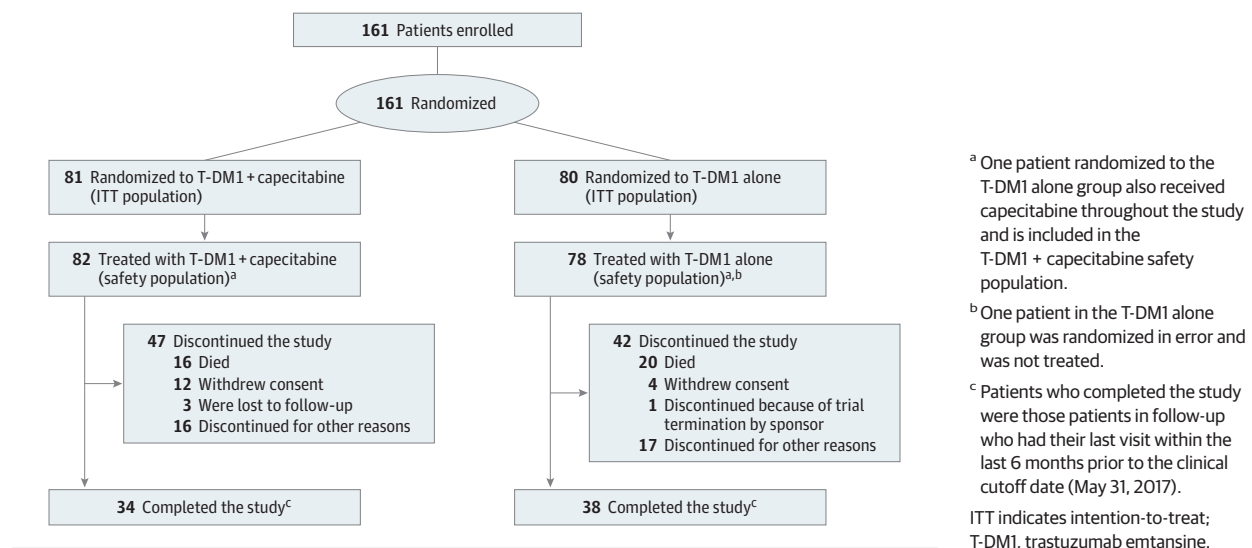 161 Patients enrolled
161 Randomized
81 Randomized to T-DM1 + capecitabine
(ITT population)
80 Randomized to T-DM1 alone
(ITT population)
82 Treated with T-DM1 + capecitabine
(safety population)a
78 Treated with T-DM1 alone
(safety population)a,b
47 Discontinued the study
16 Died
12 Withdrew consent
3 Were lost to follow-up
16 Discontinued for other reasons
42 Discontinued the study
20 Died
4 Withdrew consent
1 Discontinued because of trial
termination by sponsor
17 Discontinued for other reasons
34 Completed the studyc
38 Completed the studyc
a One patient randomized to the
T-DM1 alone group also received
capecitabine throughout the study
and is included in the
T-DM1 + capecitabine safety
population.
b One patient in the T-DM1 alone
group was randomized in error and
was not treated.
c Patients who completed the study
were those patients in follow-up
who had their last visit within the
last 6 months prior to the clinical
cutoff date (May 31, 2017).
ITT indicates intention-to-treat;
T-DM1, trastuzumab emtansine.